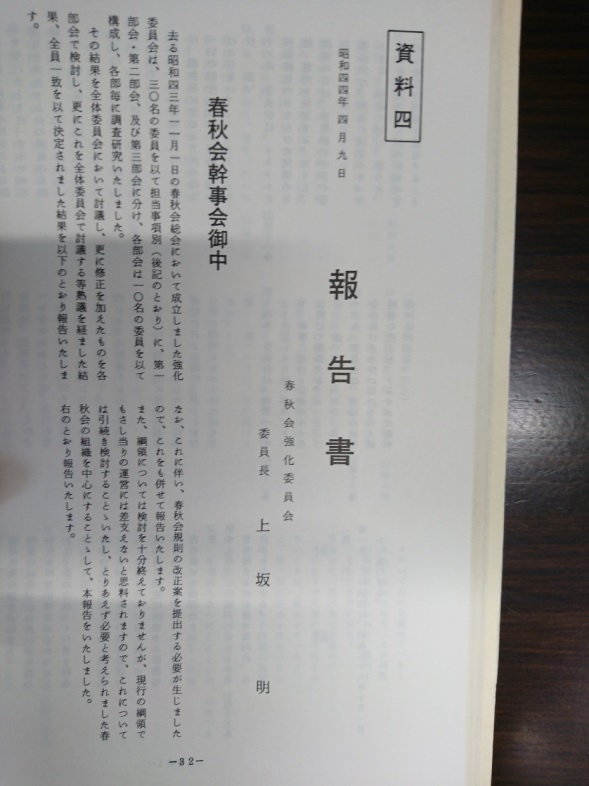 資料四
昭和四四年四月九日
報告書
春秋会強化委員会
委員長 上坂明
春秋会幹事会御中
去る昭和四三年一一月一日の春秋会総会において成立しました強化
委員会は、三〇名の委員を以て担当事項別（後記のとおり）に、第一
部会・第二部会、及び第三部会に分け、各部会は一〇名の委員を以て
構成し、各部毎に調査研究いたしました。
その結果を全体委員会において討議し、更に修正を加えたものを各
部会で検討し、更にこれを全体委員会で討議する等熟議を経ました結
果、全員一致を以て決定されました結果を以下のとおり報告いたしま
す。
なお、これに伴い、春秋会規則の改正案を提出する必要が生じました
ので、これをも併せて報告いたします。
また、綱領については検討を十分終えておりませんが、現行の綱領で
もさし当りの運営には差支えないと思料されますので、これについて
は引続き検討することゝいたし、とりあえず必要と考えられました春
秋会の組織を中心にすることゝして、本報告をいたしました。
右のとおり報告いたします。
−32−